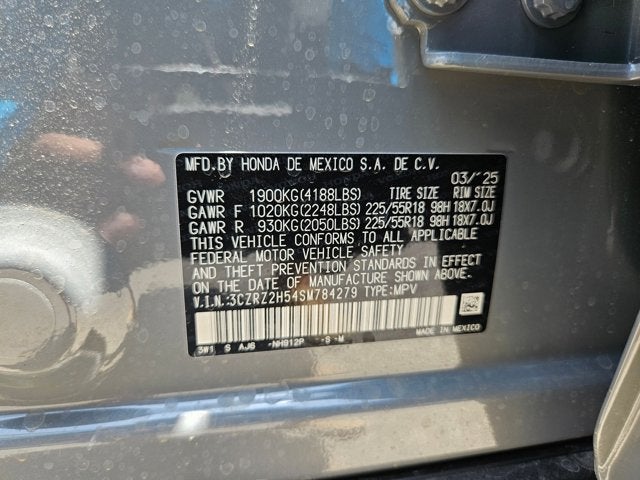 MFD.BY HONDA DE MEXICO S.A. DE C.V.
03/'25
GVWR 1900KG(4188LBS) TIRE SIZE RIM SIZE
GAWR F 1020KG(2248LBS) 225/55R18 98H 18X7.0J
GAWR R 930KG(2050LBS) 225/55R18 98H 18X7.0J
THIS VEHICLE CONFORMS TO ALL APPLICABLE
FEDERAL MOTOR VEHICLE SAFETY
AND THEFT PREVENTION STANDARDS IN EFFECT
ON THE DATE OF MANUFACTURE SHOWN ABOVE.
V.I.N.:3CZRZ2H54SM784279 TYPE:MPV
3W1 S AJ6 -NH912P -S -M
MADE IN MEXICO